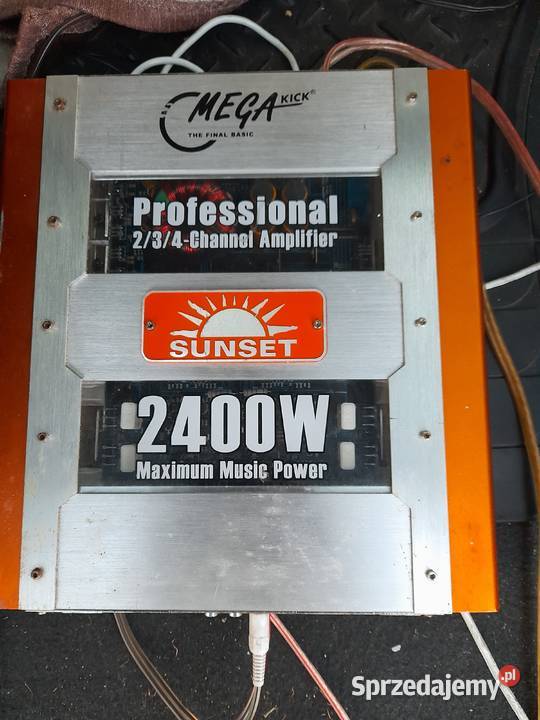 MEGA KICK®
THE FINAL BASIC
Professional
2/3/4-Channel Amplifier
SUNSET
2400W
Maximum Music Power
Sprzedajemy.pl